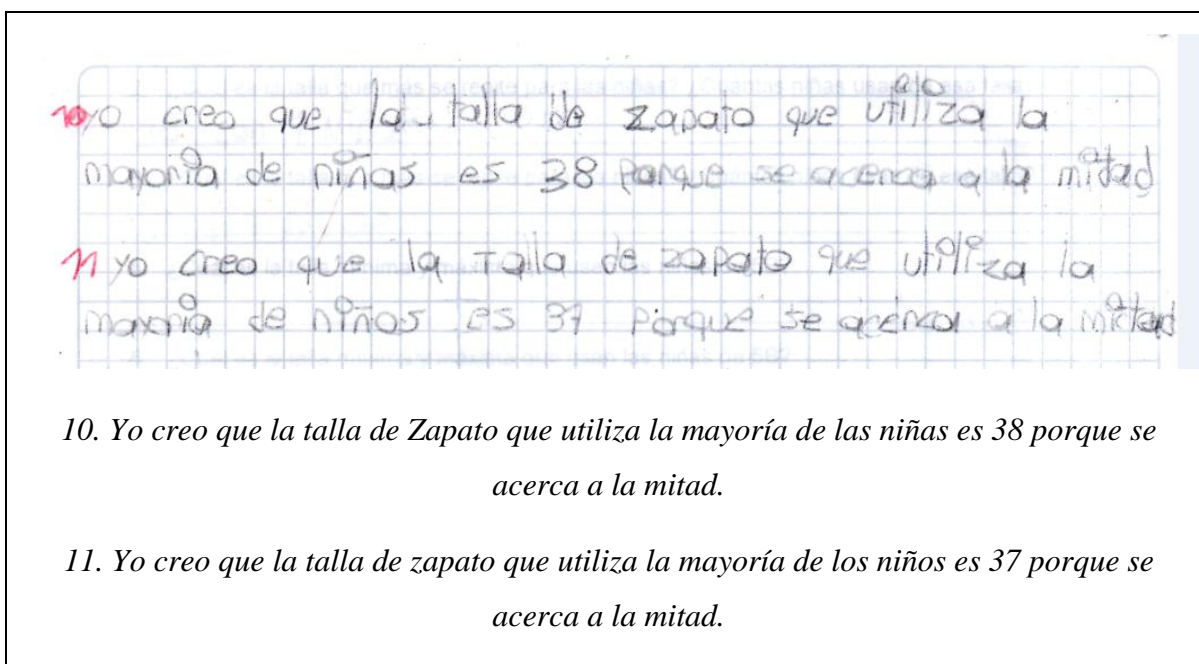 10 yo creo que la talla de zapato que utiliza la
mayoria de niñas es 38 parque se acerca a la mitad
11 yo creo que la Talla de zapato que utiliza la
mayoria de niños es 37 parque se acerca a la mitad
10. Yo creo que la talla de Zapato que utiliza la mayoría de las niñas es 38 porque se
acerca a la mitad.
11. Yo creo que la talla de zapato que utiliza la mayoría de los niños es 37 porque se
acerca a la mitad.